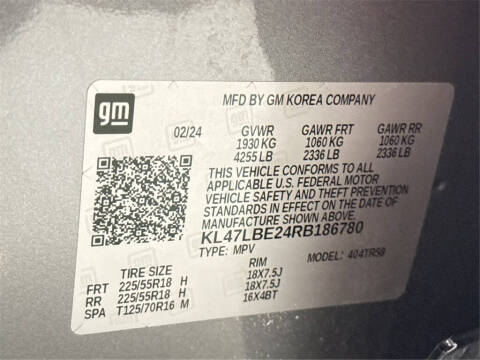 gm
MFD BY GM KOREA COMPANY
02/24 GVWR GAWR FRT GAWR RR
1930 KG 1060 KG 1060 KG
4255 LB 2336 LB 2336 LB
THIS VEHICLE CONFORMS TO ALL
APPLICABLE U.S. FEDERAL MOTOR
VEHICLE SAFETY AND THEFT PREVENTION
STANDARDS IN EFFECT ON THE DATE OF
MANUFACTURE SHOWN ABOVE.
KL47LBE24RB186780
TYPE: MPV MODEL: 404TR58
TIRE SIZE RIM
FRT 225/55R18 H 18X7.5J
RR 225/55R18 H 18X7.5J
SPA T125/70R16 M 16X4BT